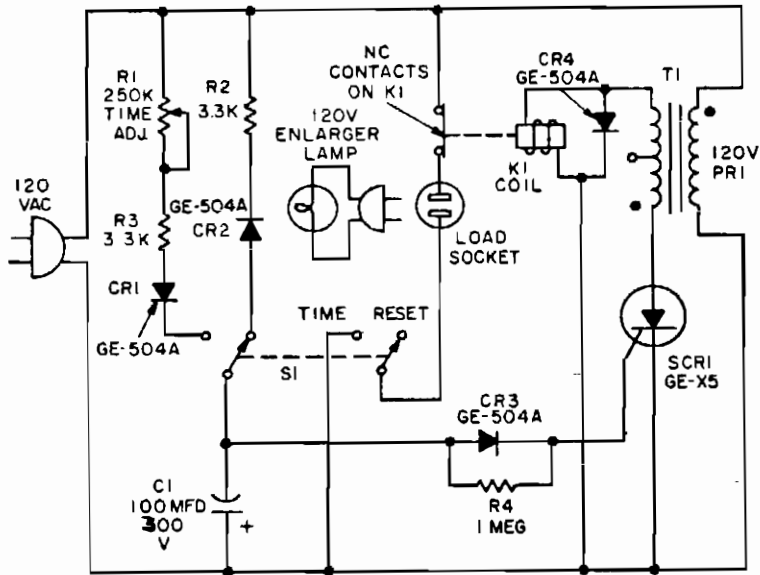 R1
250K
TIME
ADJ.
R2
3.3K
NC
CONTACTS
ON K1
120V
ENLARGER
LAMP
CR4
GE-504A
T1
K1
COIL
120V
PRI
120
VAC
R3
3.3K
GE-504A
CR2
LOAD
SOCKET
CR1
GE-504A
TIME
RESET
S1
SCR1
GE-X5
CR3
GE-504A
C1
100 MFD
300
V
+
R4
1 MEG